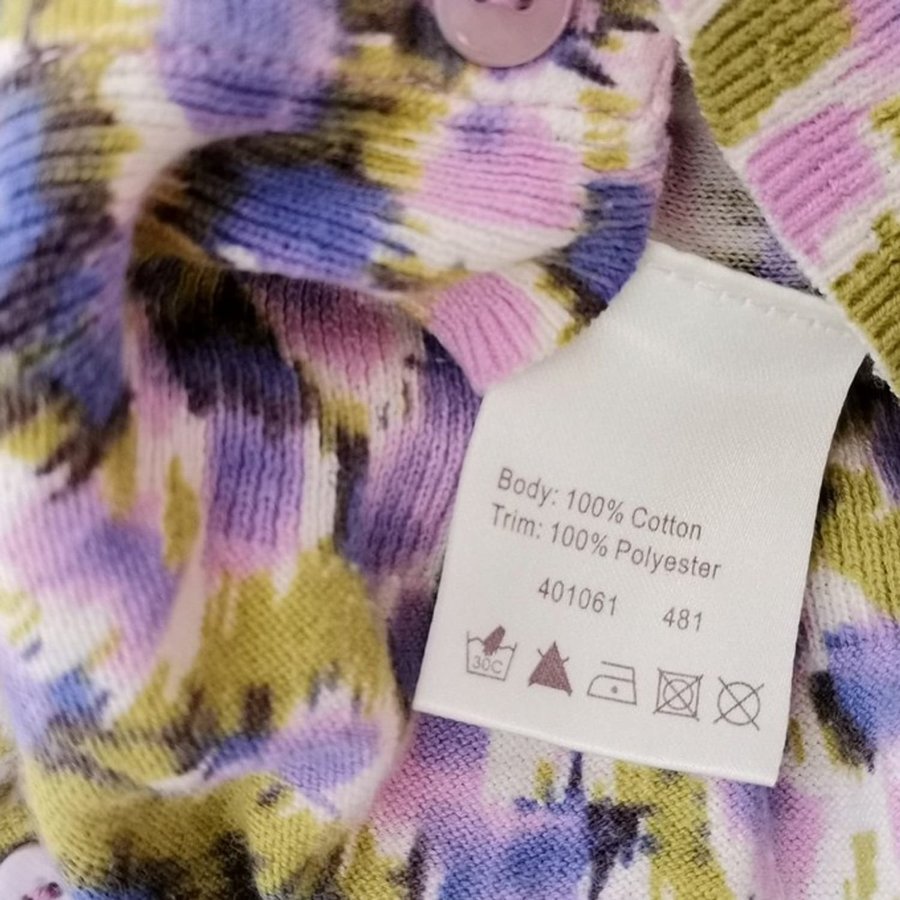 Body: 100% Cotton
Trim: 100% Polyester
401061 481
30C